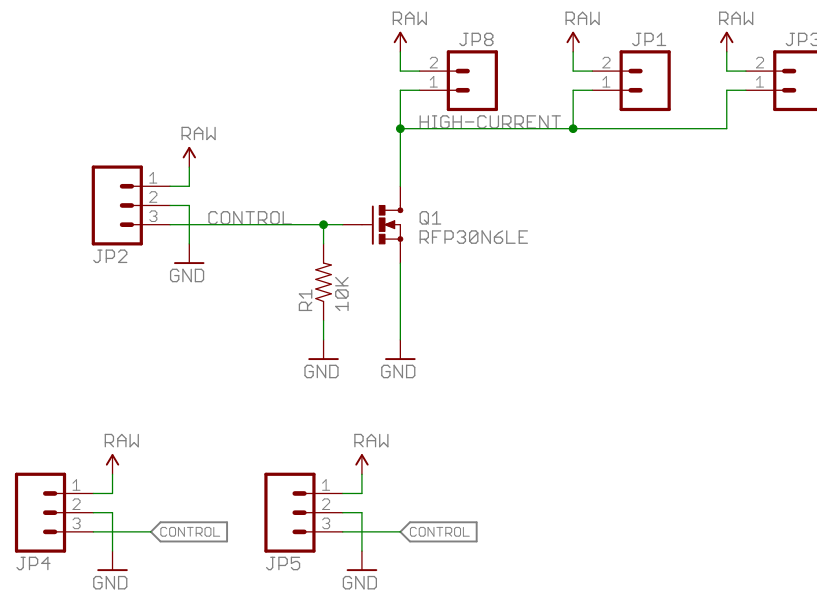 RAW
RAW
RAW
JP8
JP1
JP3
2
1
2
1
2
1
HIGH-CURRENT
RAW
1
2
3
CONTROL
JP2
GND
Q1
RFP30N6LE
R1
10K
GND
GND
RAW
RAW
1
2
3
CONTROL
JP4
GND
1
2
3
CONTROL
JP5
GND